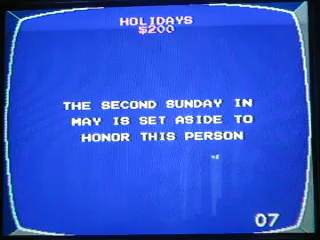 HOLIDAYS
$200
THE SECOND SUNDAY IN
MAY IS SET ASIDE TO
HONOR THIS PERSON
07